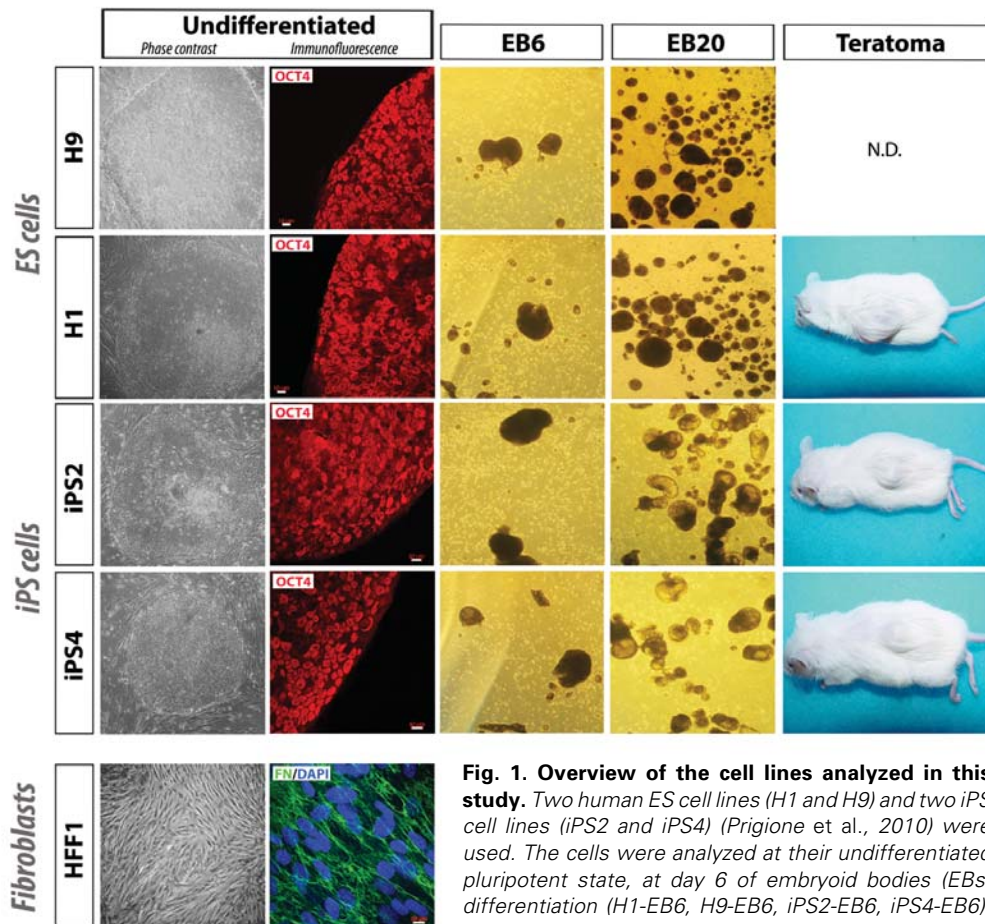 Undifferentiated
Phase contrast Immunofluorescence
EB6
EB20
Teratoma
ES cells
H9
OCT4
N.D.
H1
OCT4
iPS cells
iPS2
OCT4
iPS4
OCT4
Fibroblasts
HFF1
FN/DAPI
Fig. 1. Overview of the cell lines analyzed in this
study. Two human ES cell lines (H1 and H9) and two iPS
cell lines (iPS2 and iPS4) (Prigione et al., 2010) were
used. The cells were analyzed at their undifferentiated
pluripotent state, at day 6 of embryoid bodies (EBs
differentiation (H1-EB6, H9-EB6, iPS2-EB6, iPS4-EB6)